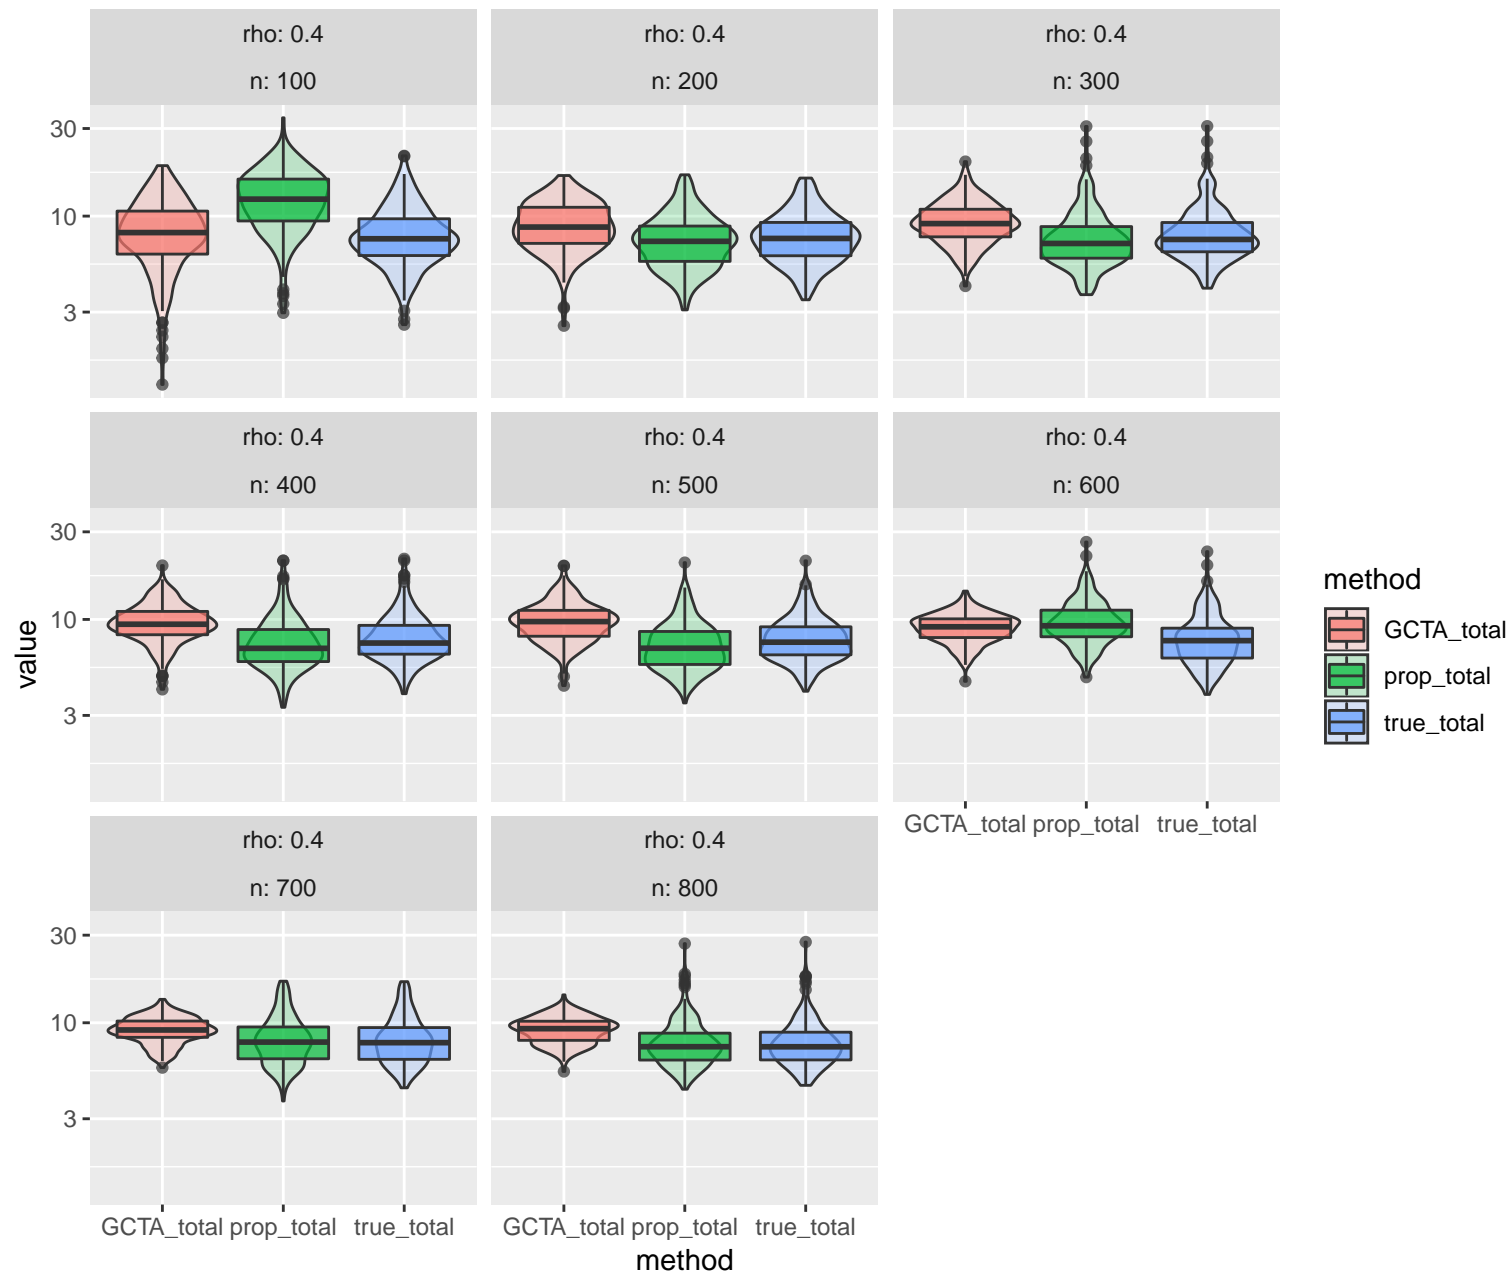 rho: 0.4
rho: 0.4
rho: 0.4
n: 100
n: 200
n: 300
30
10
3
rho: 0.4
rho: 0.4
rho: 0.4
n: 400
n: 500
n: 600
30
10
3
GCTA_total prop_total true_total
rho: 0.4
rho: 0.4
n: 700
n: 800
30
10
3
GCTA_total prop_total true_total
GCTA_total prop_total true_total
method
value
method
GCTA_total
prop_total
true_total